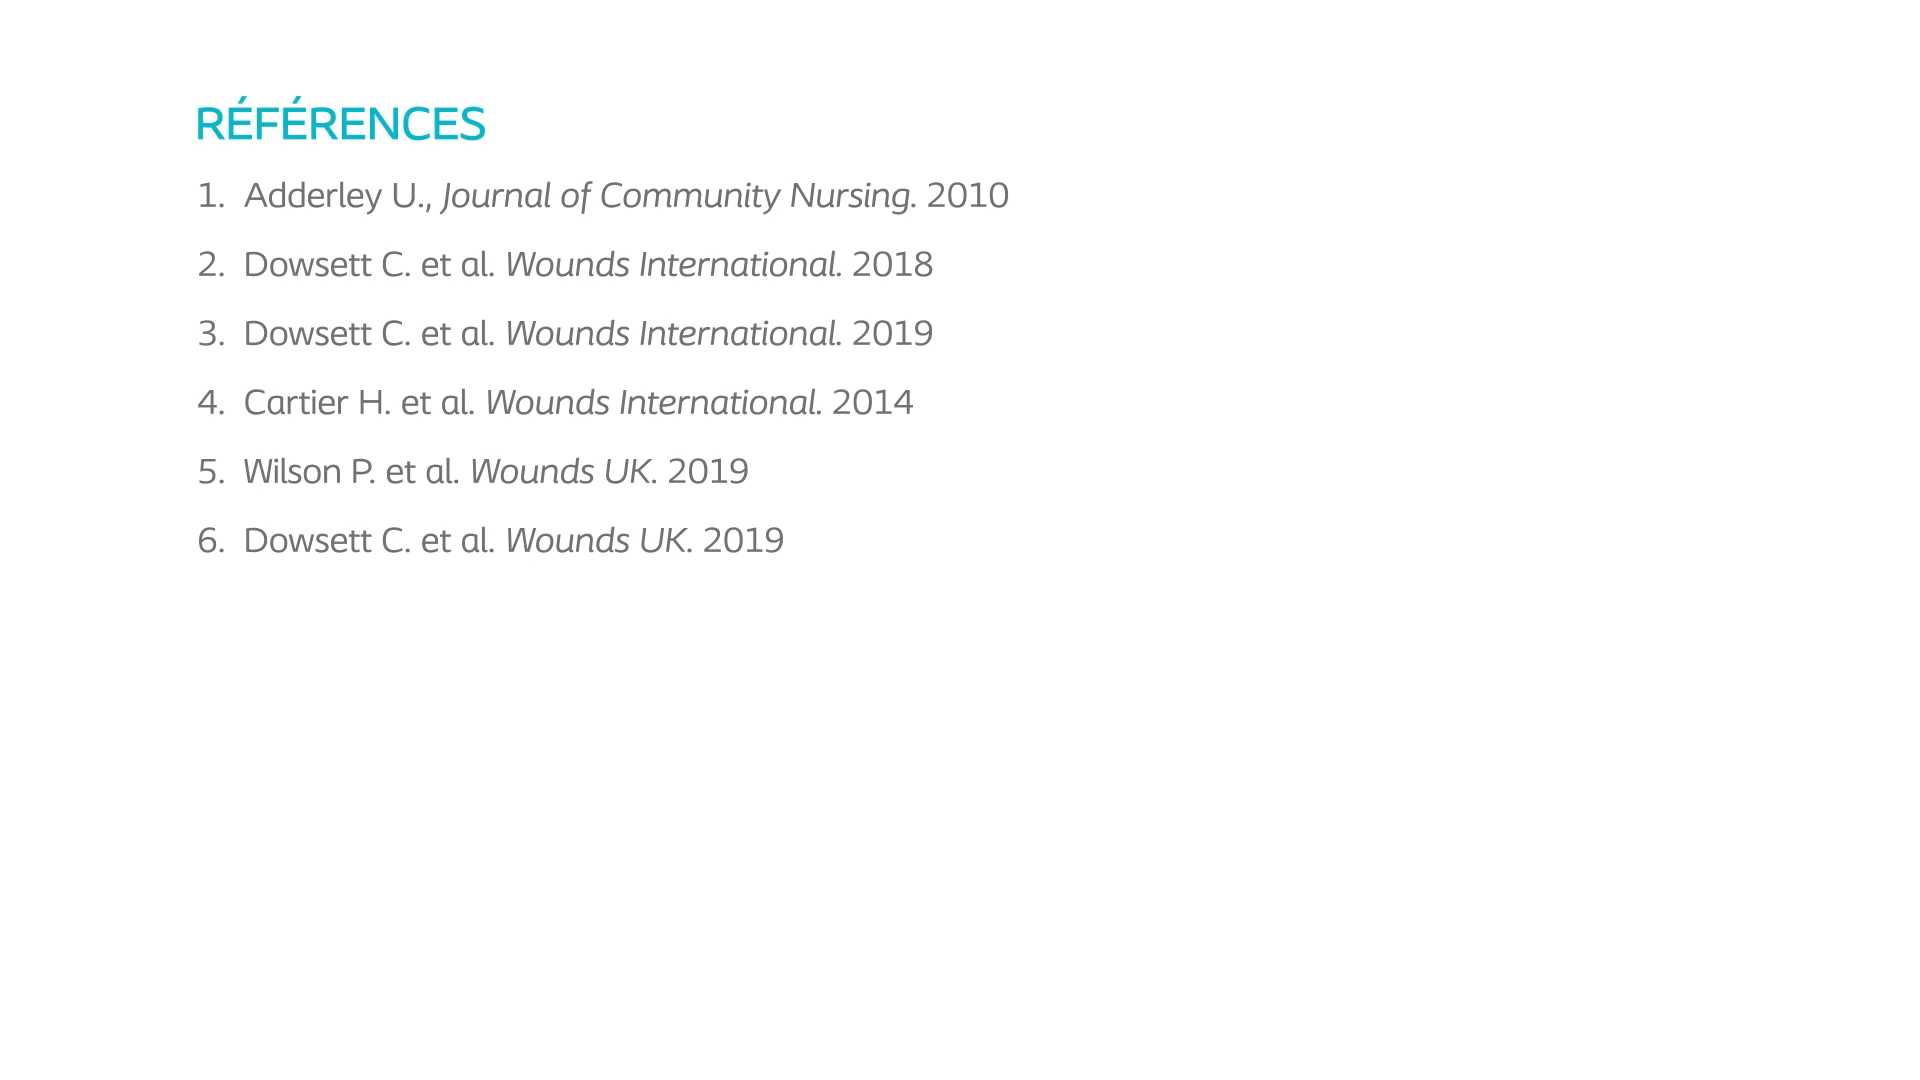 RÉFÉRENCES
1. Adderley U., Journal of Community Nursing. 2010
2. Dowsett C. et al. Wounds International. 2018
3. Dowsett C. et al. Wounds International. 2019
4. Cartier H. et al. Wounds International. 2014
5. Wilson P. et al. Wounds UK. 2019
6. Dowsett C. et al. Wounds UK. 2019